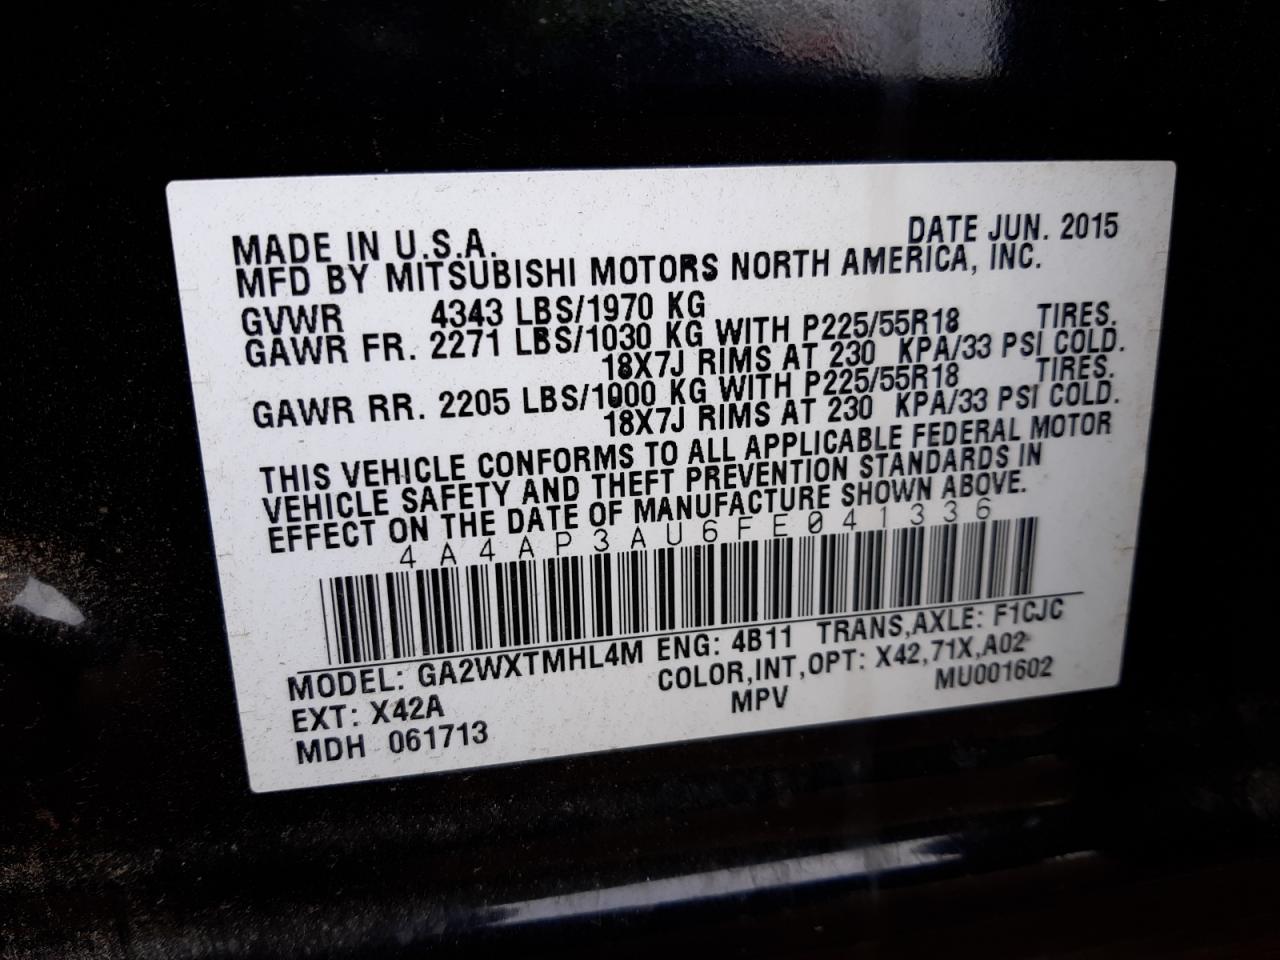 MADE IN U.S.A. DATE JUN. 2015
MFD BY MITSUBISHI MOTORS NORTH AMERICA, INC.
GVWR 4343 LBS/1970 KG
GAWR FR. 2271 LBS/1030 KG WITH P225/55R18 TIRES.
18X7J RIMS AT 230 KPA/33 PSI COLD.
GAWR RR. 2205 LBS/1000 KG WITH P225/55R18 TIRES.
18X7J RIMS AT 230 KPA/33 PSI COLD.
THIS VEHICLE CONFORMS TO ALL APPLICABLE FEDERAL MOTOR
VEHICLE SAFETY AND THEFT PREVENTION STANDARDS IN
EFFECT ON THE DATE OF MANUFACTURE SHOWN ABOVE.
4A4AP3AU6FE041336
MODEL: GA2WXTMHL4M ENG: 4B11 TRANS,AXLE: F1CJC
EXT: X42A COLOR,INT,OPT: X42,71X,A02
MDH 061713 MPV MU001602